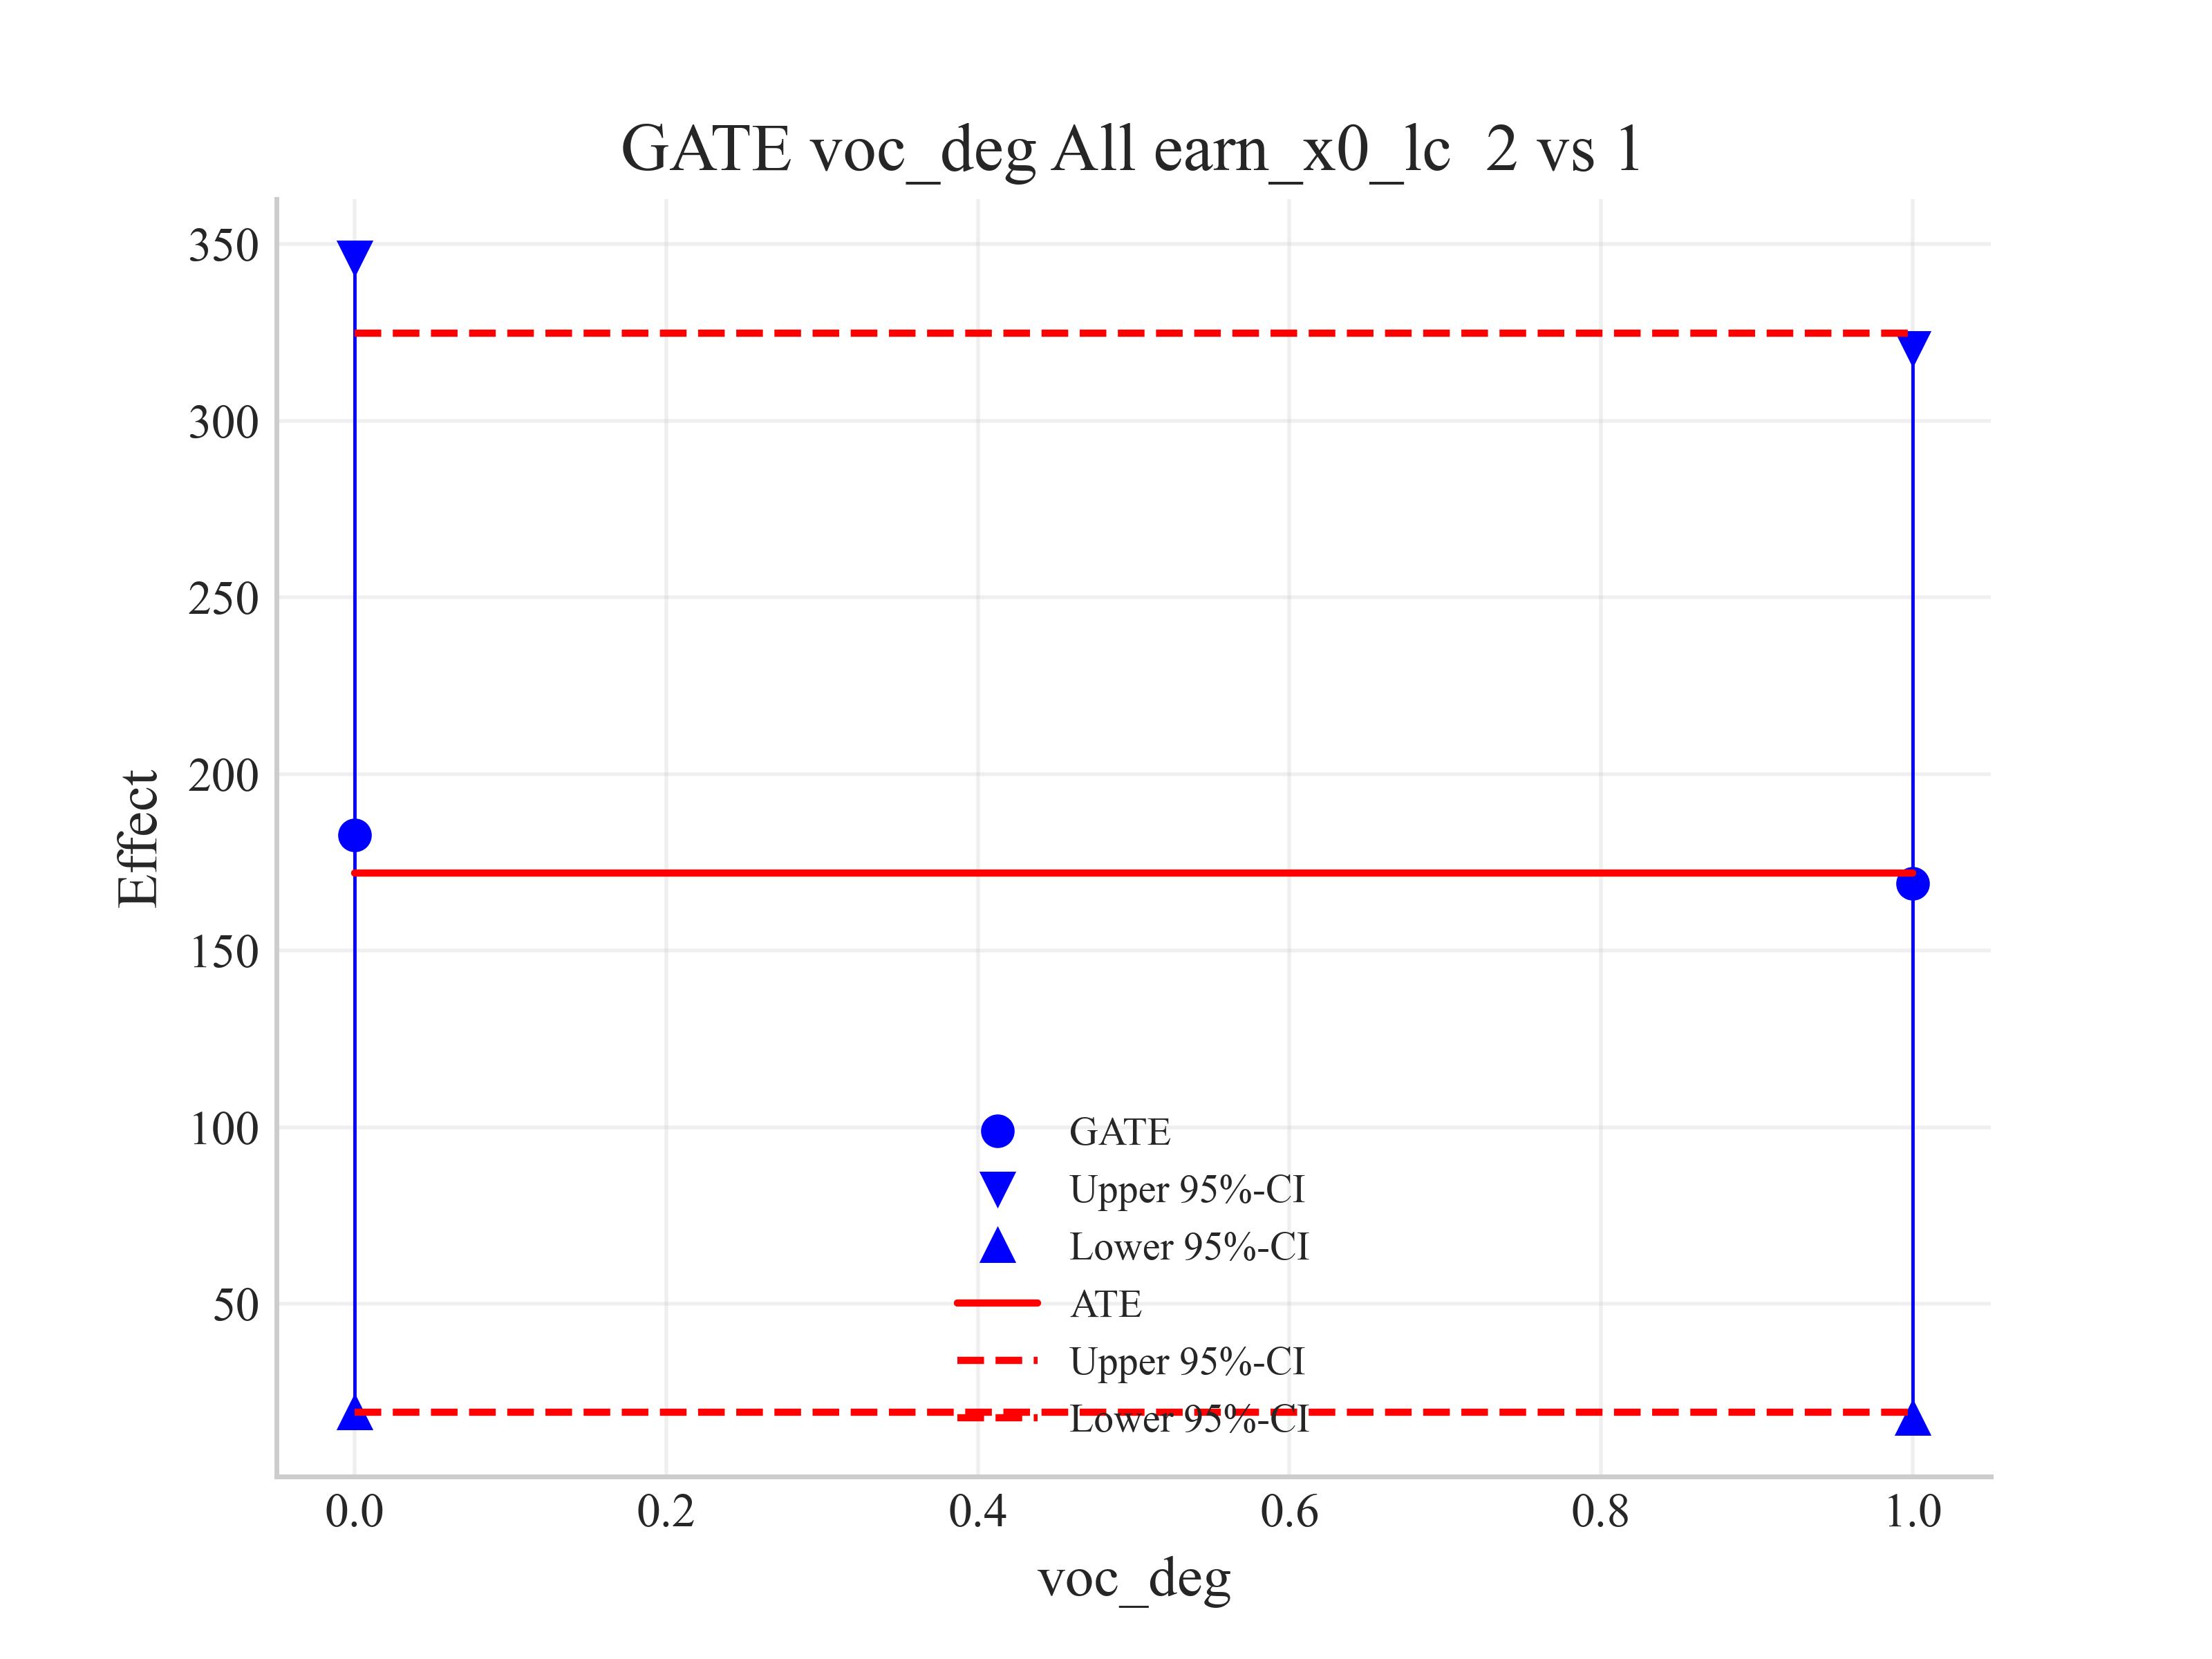 GATE voc_deg All earn_x0_lc 2 vs 1
350
300
250
200
150
100
50
Effect
GATE
Upper 95%-CI
Lower 95%-CI
ATE
Upper 95%-CI
Lower 95%-CI
0.0 0.2 0.4 0.6 0.8 1.0
voc_deg